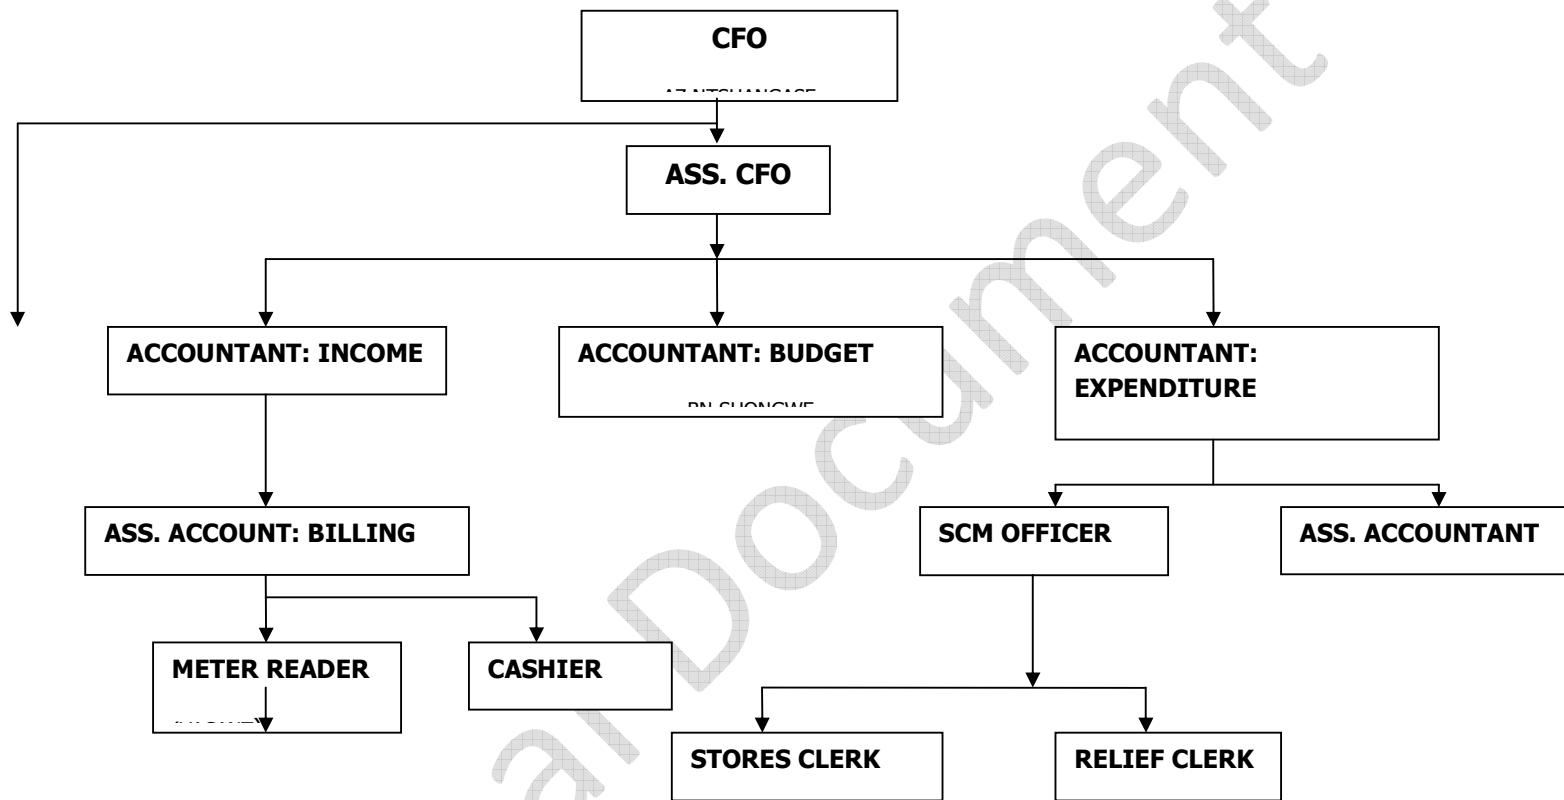 CFO
ASS. CFO
ACCOUNTANT: INCOME
ACCOUNTANT: BUDGET
ACCOUNTANT:
EXPENDITURE
ASS. ACCOUNT: BILLING
SCM OFFICER
ASS. ACCOUNTANT
METER READER
CASHIER
STORES CLERK
RELIEF CLERK
Document